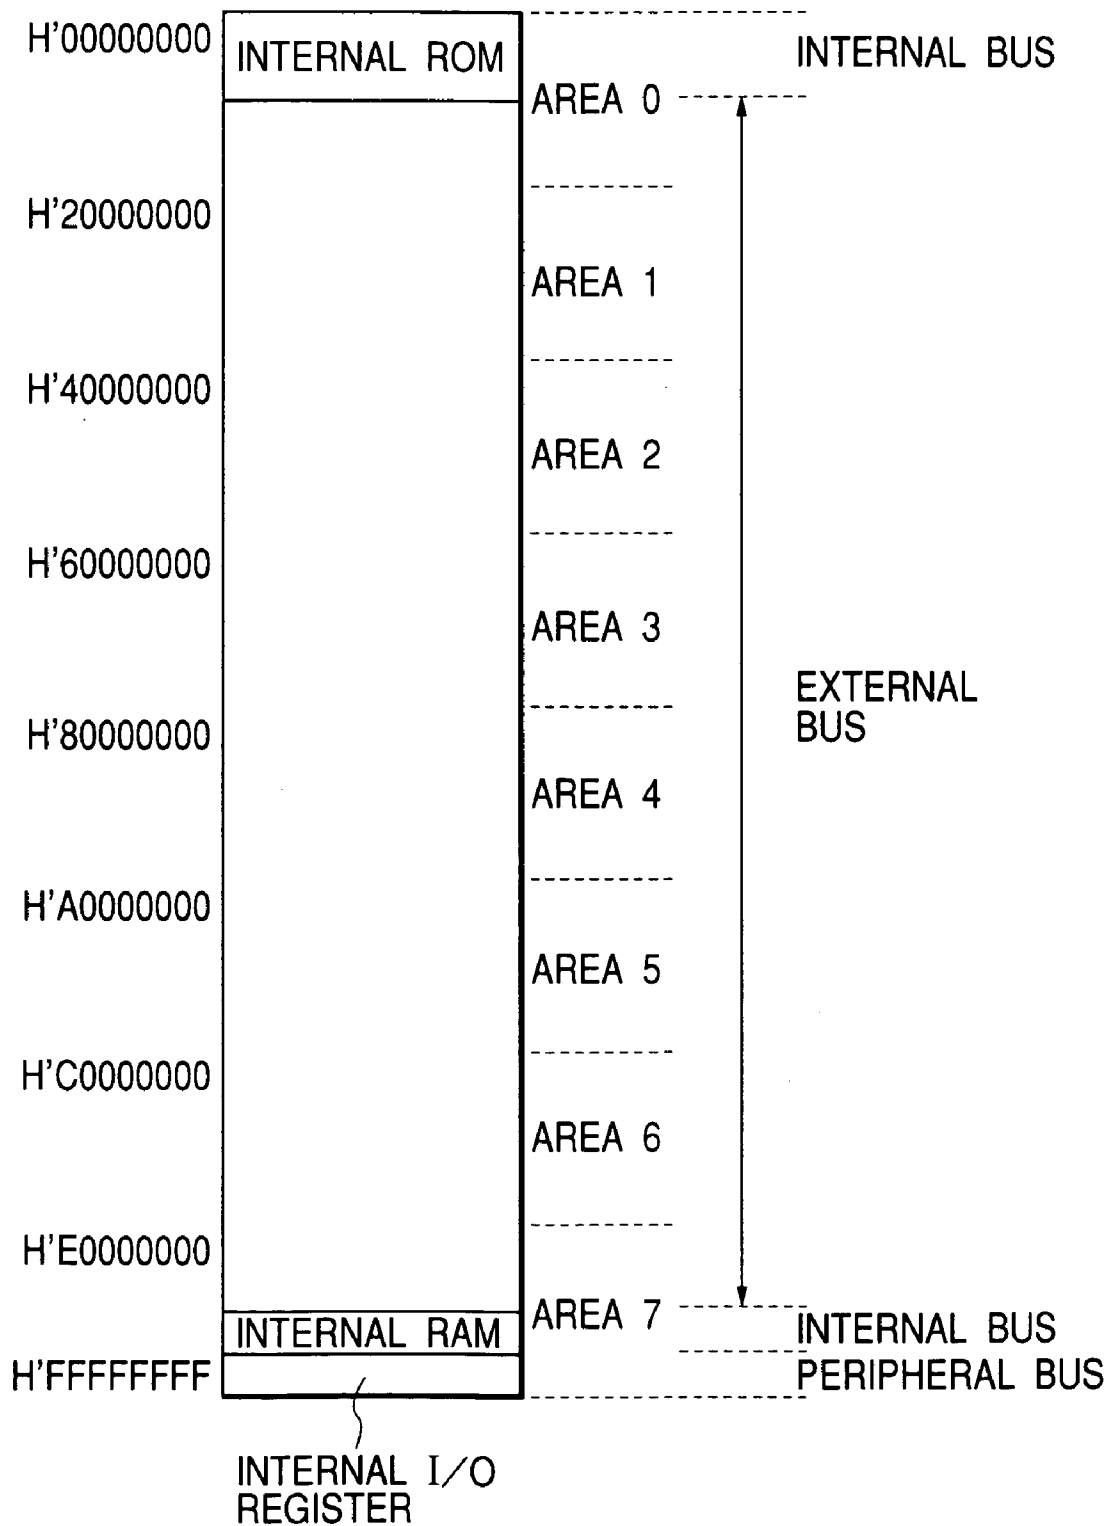 H'00000000
INTERNAL ROM
INTERNAL BUS
AREA 0
H'20000000
AREA 1
H'40000000
AREA 2
H'60000000
AREA 3
EXTERNAL
BUS
H'80000000
AREA 4
H'A0000000
AREA 5
H'C0000000
AREA 6
H'E0000000
AREA 7
INTERNAL RAM
INTERNAL BUS
H'FFFFFFFF
PERIPHERAL BUS
INTERNAL I/O
REGISTER